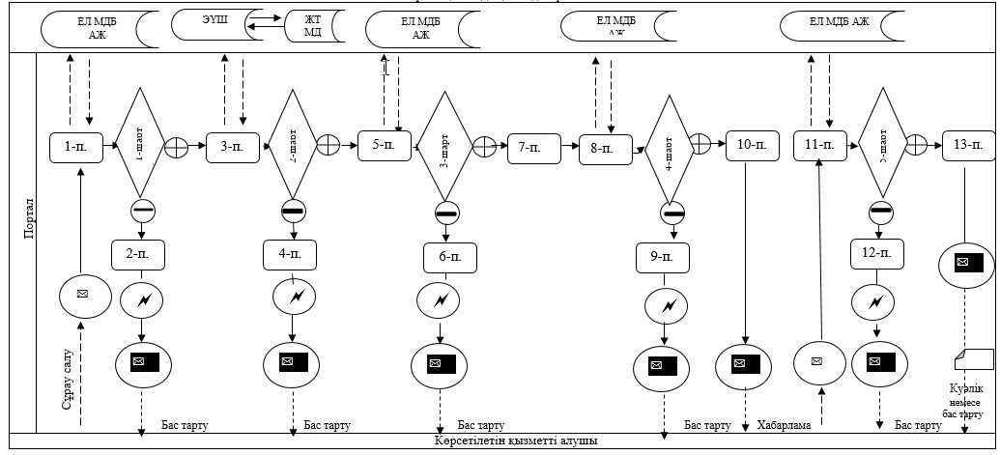 ЕЛ МДБ
АЖ
ЭҮШ
ЖТ
МД
ЕЛ МДБ
АЖ
ЕЛ МДБ
ЕЛ МДБ АЖ
Портал
1-п.
1-шарт
3-п.
2-шарт
5-п.
3-шарт
7-п.
8-п.
4-шарт
10-п.
11-п.
5-шарт
13-п.
2-п.
4-п.
6-п.
9-п.
12-п.
Сұрау салу
Бас тарту
Бас тарту
Бас тарту
Бас тарту
Хабарлама
Бас тарту
Куәлік
немесе
бас тарту
Көрсетілетін қызметті алушы